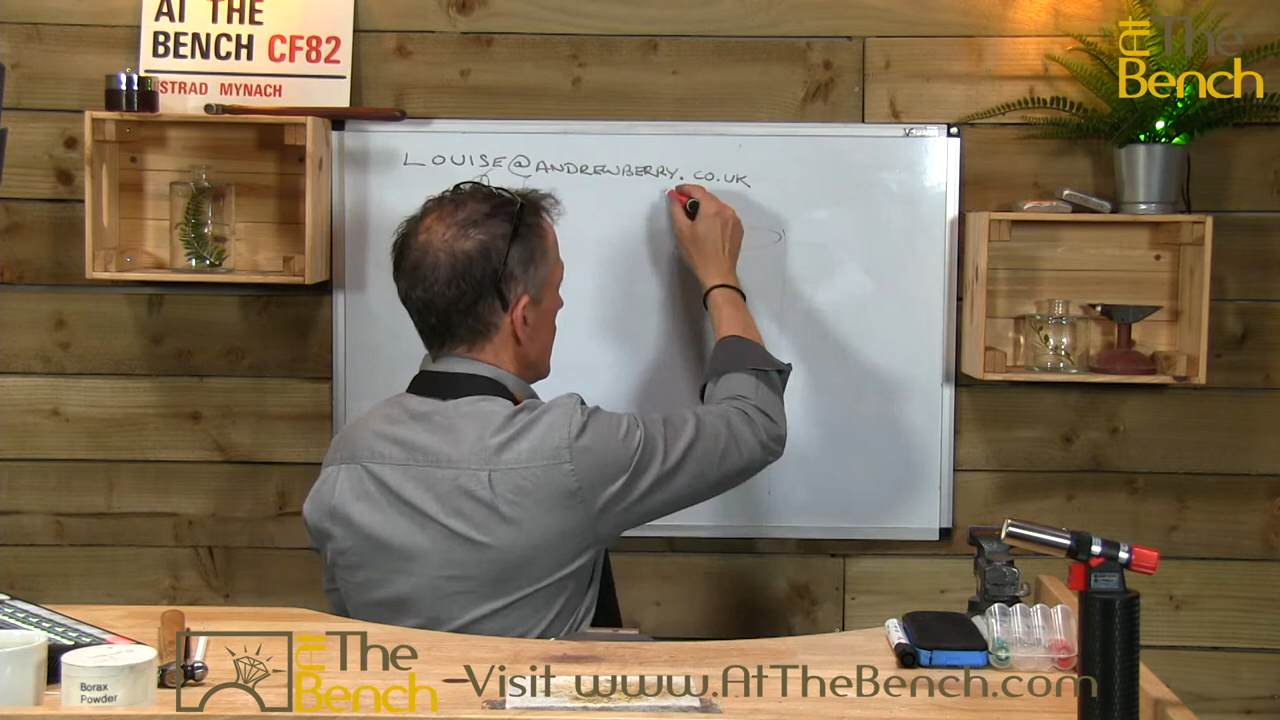 AT THE
BENCH CF82
STRAD MYNACH
At The
Bench
LOUISE@ANDREWBERRY.CO.UK
Borax
Powder
At The
Bench
Visit www.AtTheBench.com